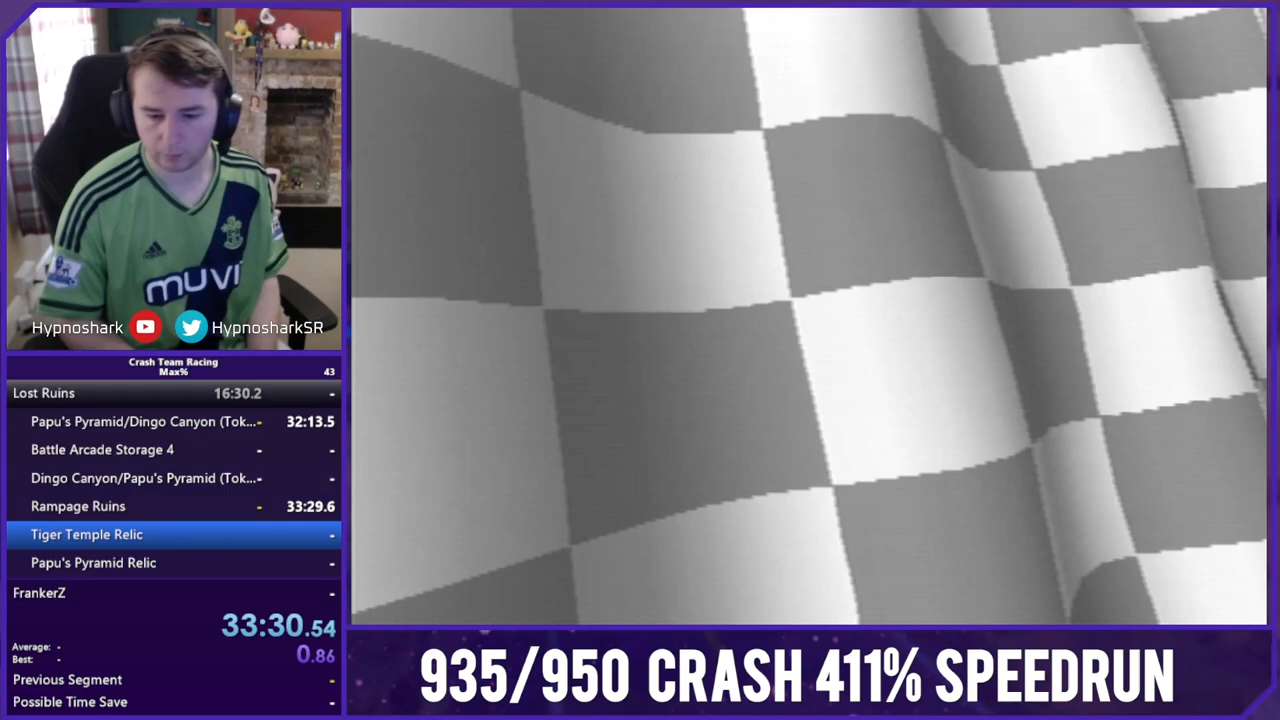 muvi
Hypnoshark
HypnosharkSR
Crash Team Racing
Max% 43
Lost Ruins 16:30.2 -
Papu's Pyramid/Dingo Canyon (Tok...- 32:13.5
Battle Arcade Storage 4 - -
Dingo Canyon/Papu's Pyramid (Tok...- -
Rampage Ruins - 33:29.6
Tiger Temple Relic -
Papu's Pyramid Relic -
FrankerZ -
33:30.54
Average: -
Best: -
0.86
Previous Segment -
Possible Time Save -
935/950 CRASH 411% SPEEDRUN